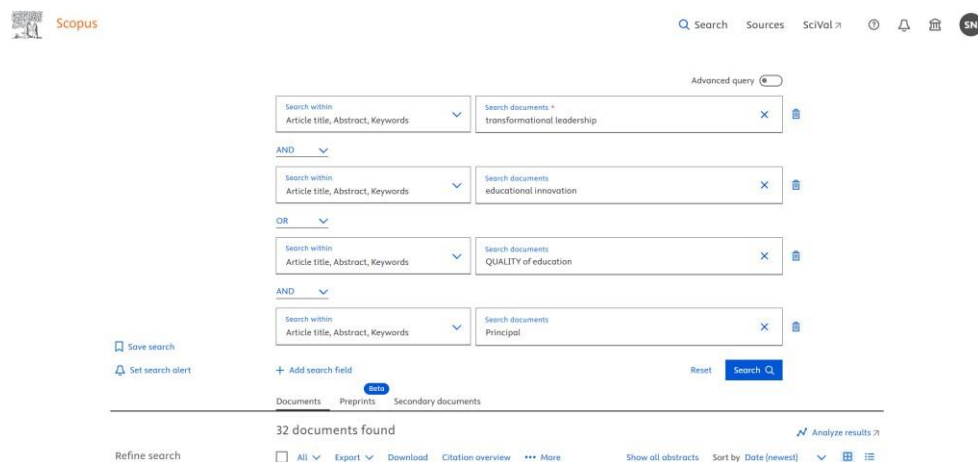 Scopus
Search Sources SciVal ↗ SN
Advanced query
Search within
Article title, Abstract, Keywords
Search documents *
transformational leadership
AND
Search within
Article title, Abstract, Keywords
Search documents
educational innovation
OR
Search within
Article title, Abstract, Keywords
Search documents
QUALITY of education
AND
Search within
Article title, Abstract, Keywords
Search documents
Principal
Save search
Set search alert
+ Add search field
Reset Search
Beta
Documents Preprints Secondary documents
32 documents found
Analyze results ↗
Refine search
All Export Download Citation overview ••• More Show all abstracts Sort by Date (newest)